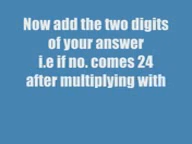 Now add the two digits
of your answer
i.e if no. comes 24
after multiplying with